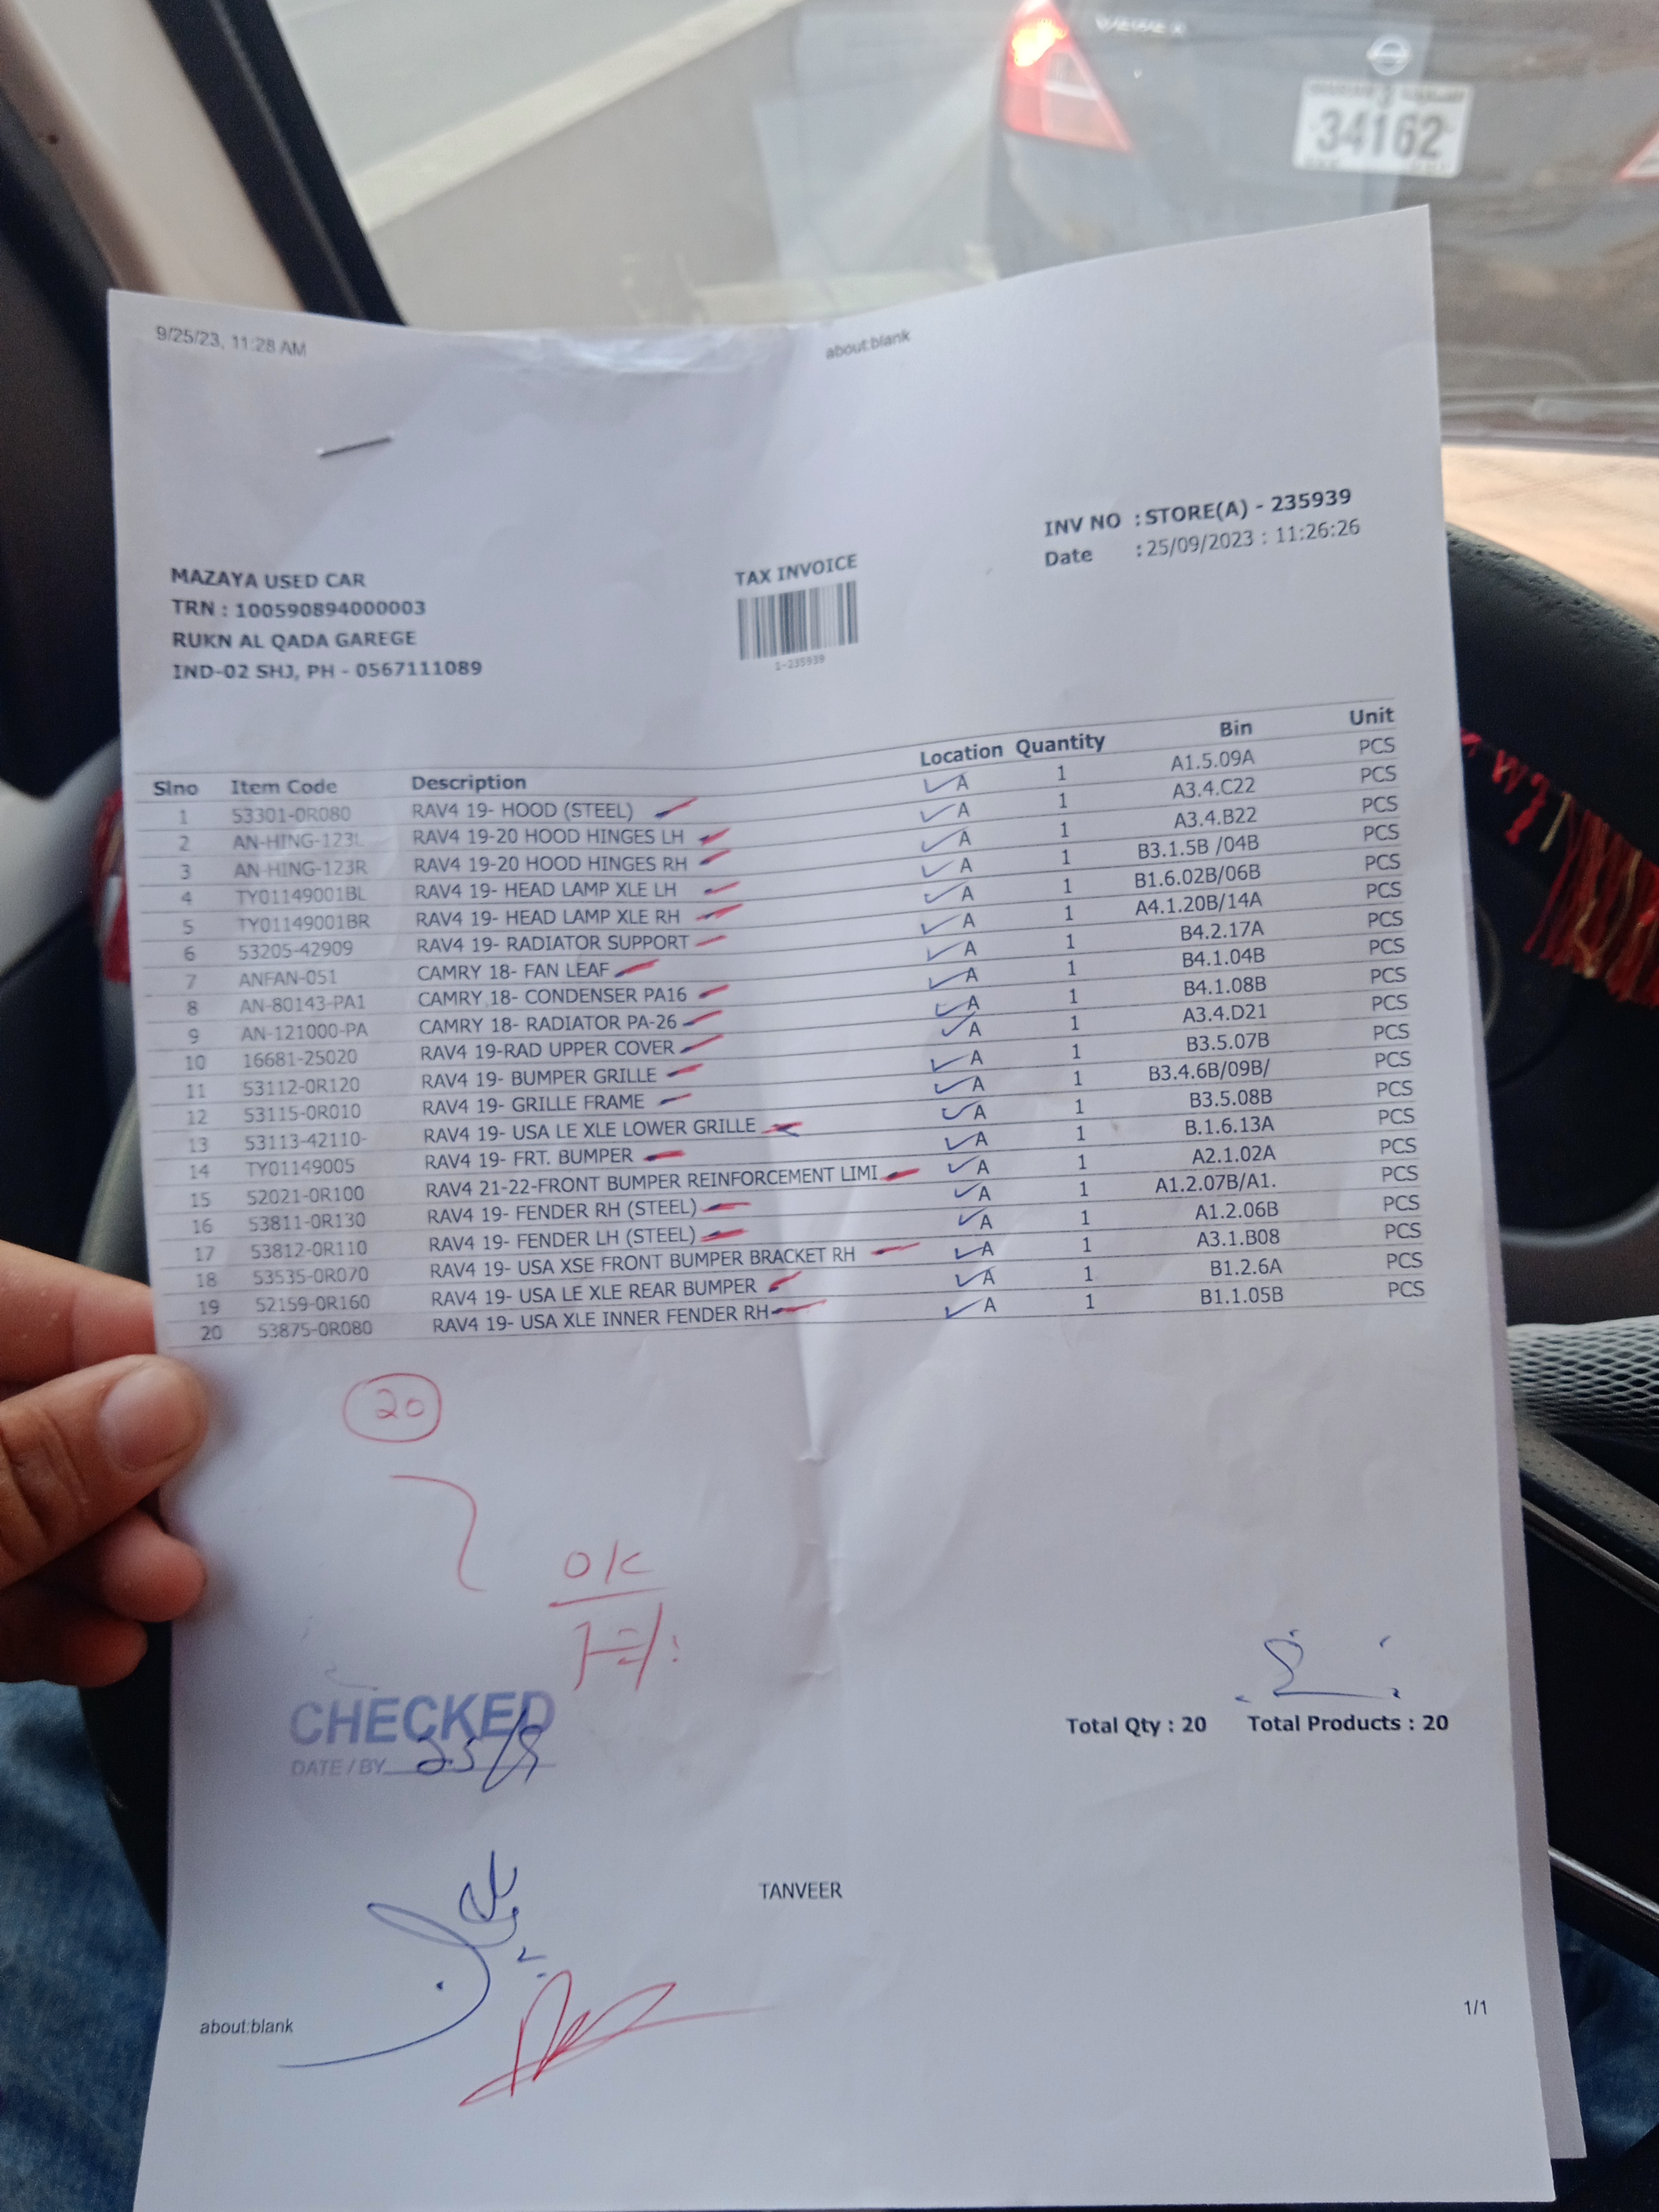 34162
9/25/23, 11:28 AM about:blank
INV NO : STORE(A) - 235939
Date : 25/09/2023 : 11:26:26
TAX INVOICE
1-235939
MAZAYA USED CAR
TRN : 100590894000003
RUKN AL QADA GAREGE
IND-02 SHJ, PH - 0567111089
Slno Item Code Description Location Quantity Bin Unit
1 53301-0R080 RAV4 19- HOOD (STEEL) A 1 A1.5.09A PCS
2 AN-HING-123L RAV4 19-20 HOOD HINGES LH A 1 A3.4.C22 PCS
3 AN-HING-123R RAV4 19-20 HOOD HINGES RH A 1 A3.4.B22 PCS
4 TY01149001BL RAV4 19- HEAD LAMP XLE LH A 1 B3.1.5B /04B PCS
5 TY01149001BR RAV4 19- HEAD LAMP XLE RH A 1 B1.6.02B/06B PCS
6 53205-42909 RAV4 19- RADIATOR SUPPORT A 1 A4.1.20B/14A PCS
7 ANFAN-051 CAMRY 18- FAN LEAF A 1 B4.2.17A PCS
8 AN-80143-PA1 CAMRY 18- CONDENSER PA16 A 1 B4.1.04B PCS
9 AN-121000-PA CAMRY 18- RADIATOR PA-26 A 1 B4.1.08B PCS
10 16681-25020 RAV4 19-RAD UPPER COVER A 1 A3.4.D21 PCS
11 53112-0R120 RAV4 19- BUMPER GRILLE A 1 B3.5.07B PCS
12 53115-0R010 RAV4 19- GRILLE FRAME A 1 B3.4.6B/09B/ PCS
13 53113-42110- RAV4 19- USA LE XLE LOWER GRILLE A 1 B3.5.08B PCS
14 TY01149005 RAV4 19- FRT. BUMPER A 1 B.1.6.13A PCS
15 52021-0R100 RAV4 21-22-FRONT BUMPER REINFORCEMENT LIMI A 1 A2.1.02A PCS
16 53811-0R130 RAV4 19- FENDER RH (STEEL) A 1 A1.2.07B/A1. PCS
17 53812-0R110 RAV4 19- FENDER LH (STEEL) A 1 A1.2.06B PCS
18 53535-0R070 RAV4 19- USA XSE FRONT BUMPER BRACKET RH A 1 A3.1.B08 PCS
19 52159-0R160 RAV4 19- USA LE XLE REAR BUMPER A 1 B1.2.6A PCS
20 53875-0R080 RAV4 19- USA XLE INNER FENDER RH A 1 B1.1.05B PCS
20
OK
CHECKED
DATE / BY 25/9
Total Qty : 20 Total Products : 20
TANVEER
about:blank 1/1